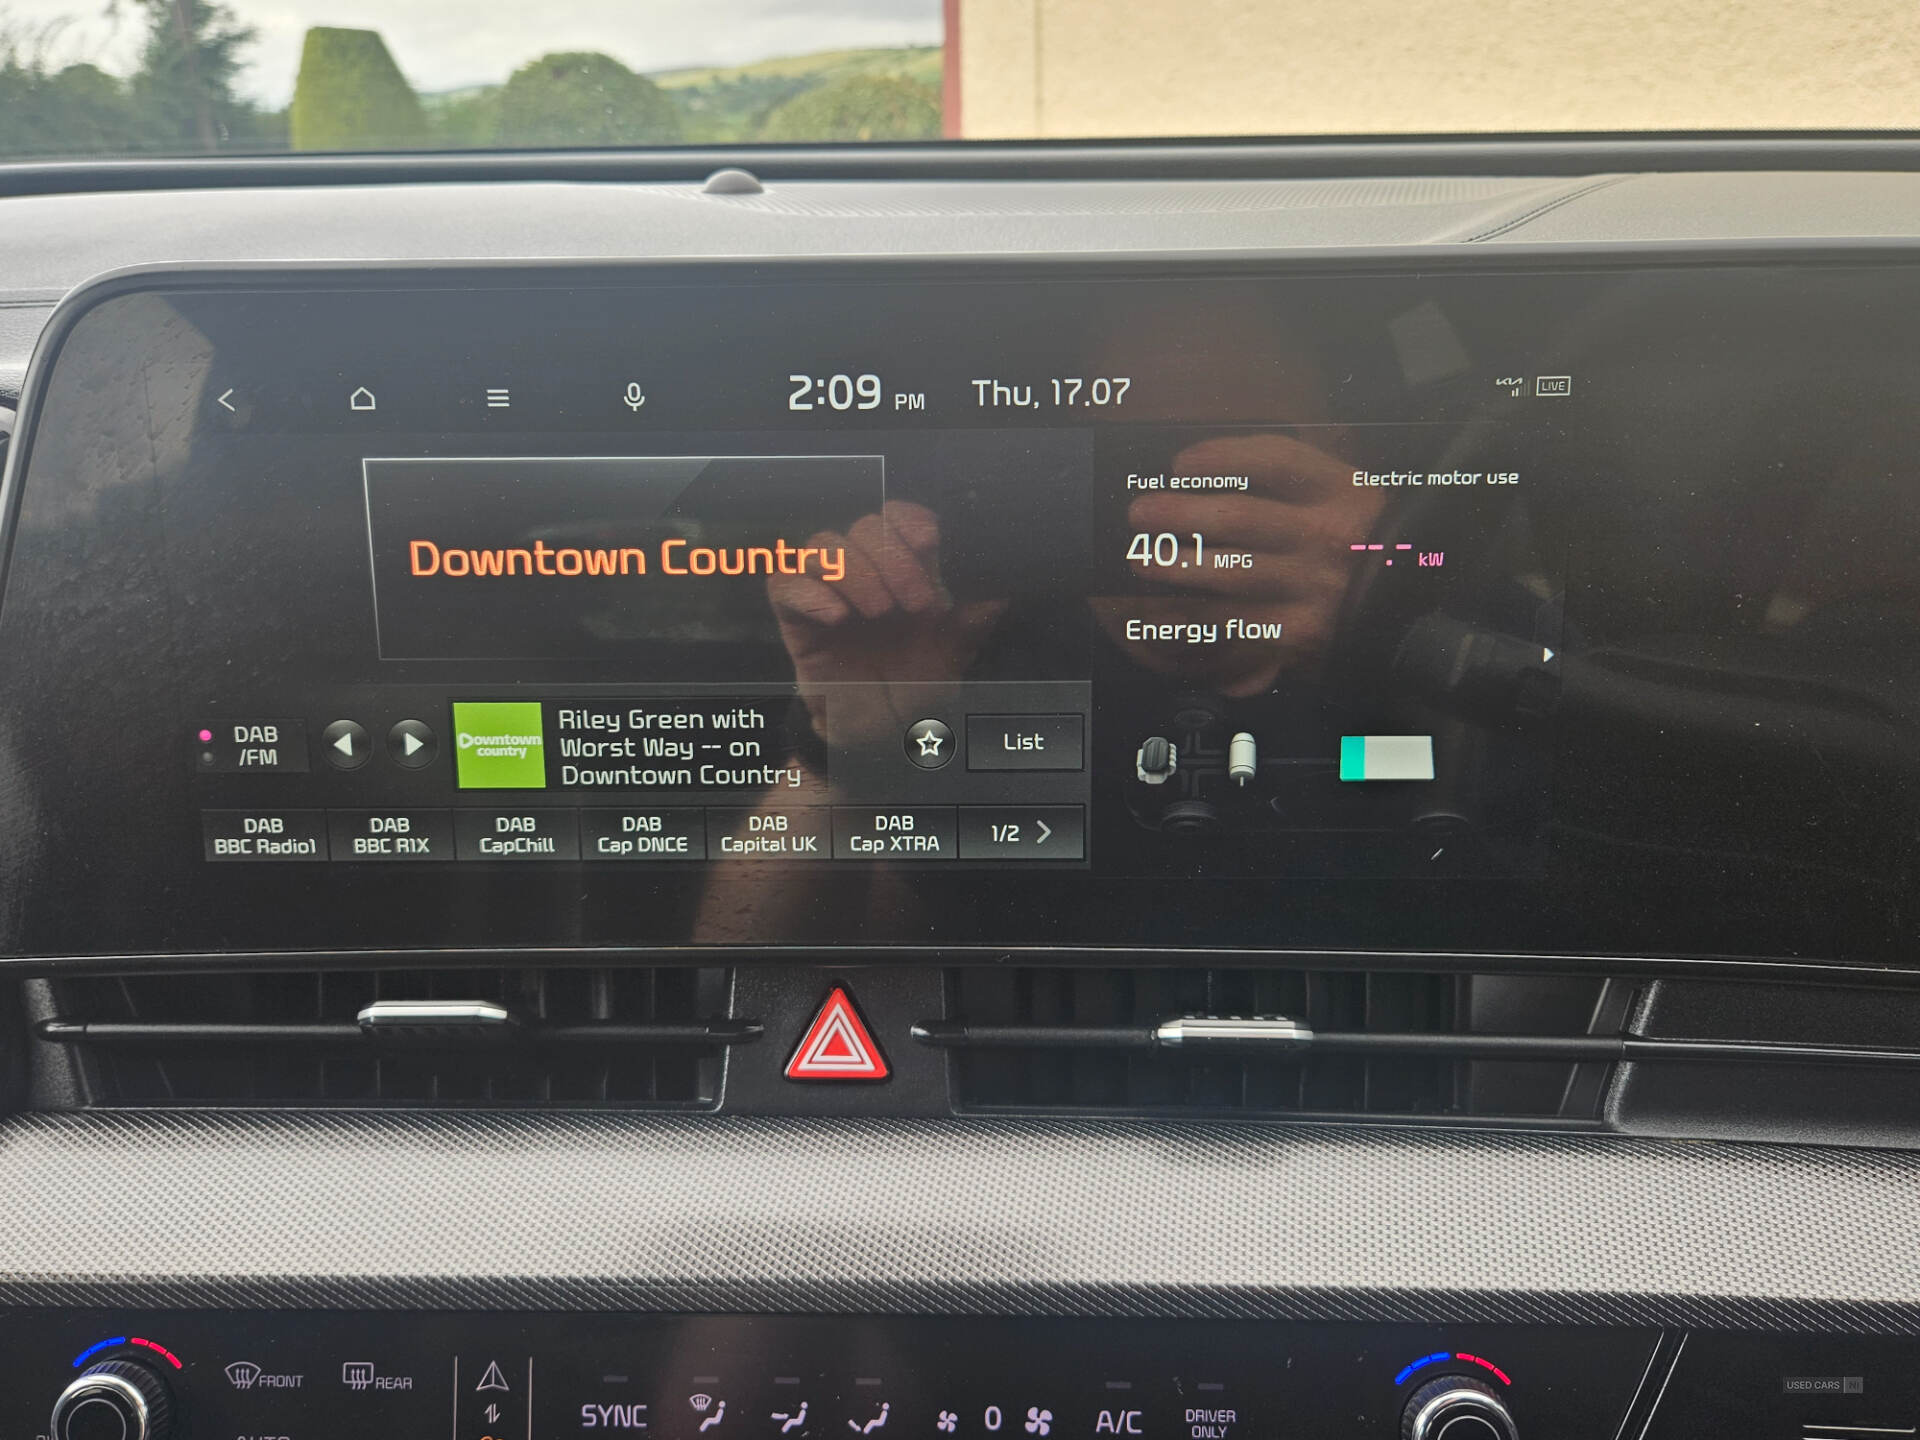 2:09 PM Thu, 17.07
LIVE
Downtown Country
Fuel economy
Electric motor use
40.1 MPG
--.- kW
Energy flow
DAB
/FM
Downtown
country
Riley Green with
Worst Way -- on
Downtown Country
List
DAB
BBC Radio1
DAB
BBC R1X
DAB
CapChill
DAB
Cap DNCE
DAB
Capital UK
DAB
Cap XTRA
1/2
FRONT
REAR
SYNC
0
A/C
DRIVER
ONLY
AUTO
USED CARS NI